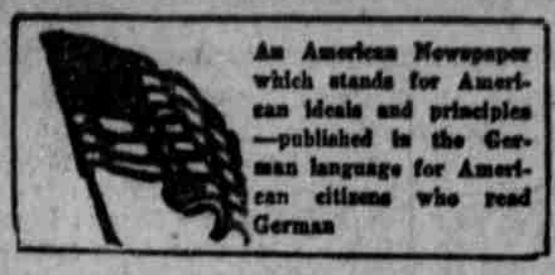 An American Newspaper
which stands for Ameri-
can ideals and principles
—published in the Ger-
man language for Ameri-
can citizens who read
German